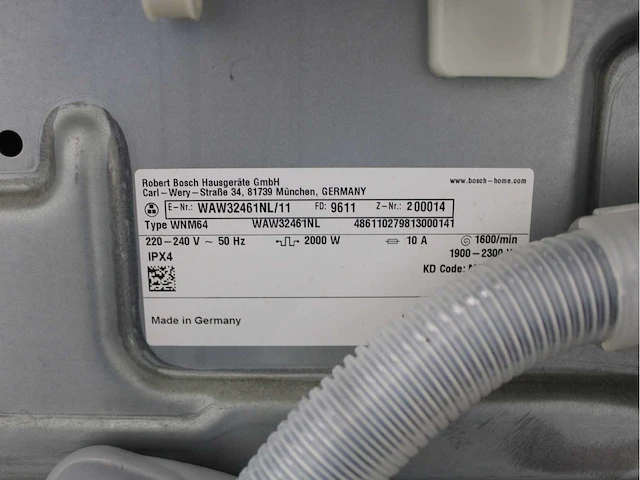 Robert Bosch Hausgeräte GmbH
Carl-Wery-Straße 34, 81739 München, GERMANY
www.bosch-home.com
E-Nr.: WAW32461NL/11 FD: 9611 Z-Nr.: 200014
Type WNM64 WAW32461NL 486110279813000141
220-240 V ~ 50 Hz 2000 W 10 A 1600/min
IPX4 1900-2300
KD Code:
Made in Germany